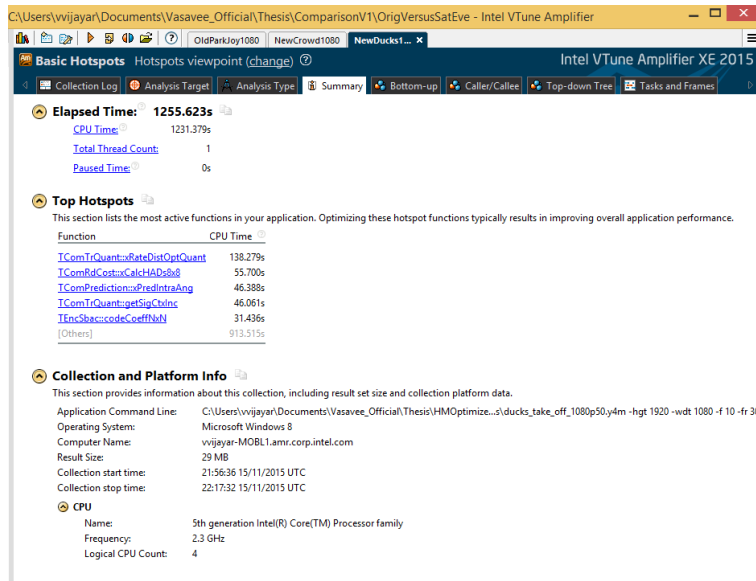 C:\Users\vvijayar\Documents\Vasavee_Official\Thesis\ComparisonV1\OrigVersusSatEve - Intel VTune Amplifier
OldParkJoy1080 NewCrowd1080 NewDucks1... ×
Basic Hotspots Hotspots viewpoint (change) Intel VTune Amplifier XE 2015
Collection Log Analysis Target Analysis Type Summary Bottom-up Caller/Callee Top-down Tree Tasks and Frames
Elapsed Time: 1255.623s
CPU Time: 1231.379s
Total Thread Count: 1
Paused Time: 0s
Top Hotspots
This section lists the most active functions in your application. Optimizing these hotspot functions typically results in improving overall application performance.
Function CPU Time
TComTrQuant::xRateDistOptQuant 138.279s
TComRdCost::xCalcHADs8x8 55.700s
TComPrediction::xPredIntraAng 46.388s
TComTrQuant::getSigCtxInc 46.061s
TEncSbac::codeCoeffNxN 31.436s
[Others] 913.515s
Collection and Platform Info
This section provides information about this collection, including result set size and collection platform data.
Application Command Line: C:\Users\vvijayar\Documents\Vasavee_Official\Thesis\HMOptimize...s\ducks_take_off_1080p50.y4m -hgt 1920 -wdt 1080 -f 10 -fr 30
Operating System: Microsoft Windows 8
Computer Name: vvijayar-MOBL1.amr.corp.intel.com
Result Size: 29 MB
Collection start time: 21:56:36 15/11/2015 UTC
Collection stop time: 22:17:32 15/11/2015 UTC
CPU
Name: 5th generation Intel(R) Core(TM) Processor family
Frequency: 2.3 GHz
Logical CPU Count: 4